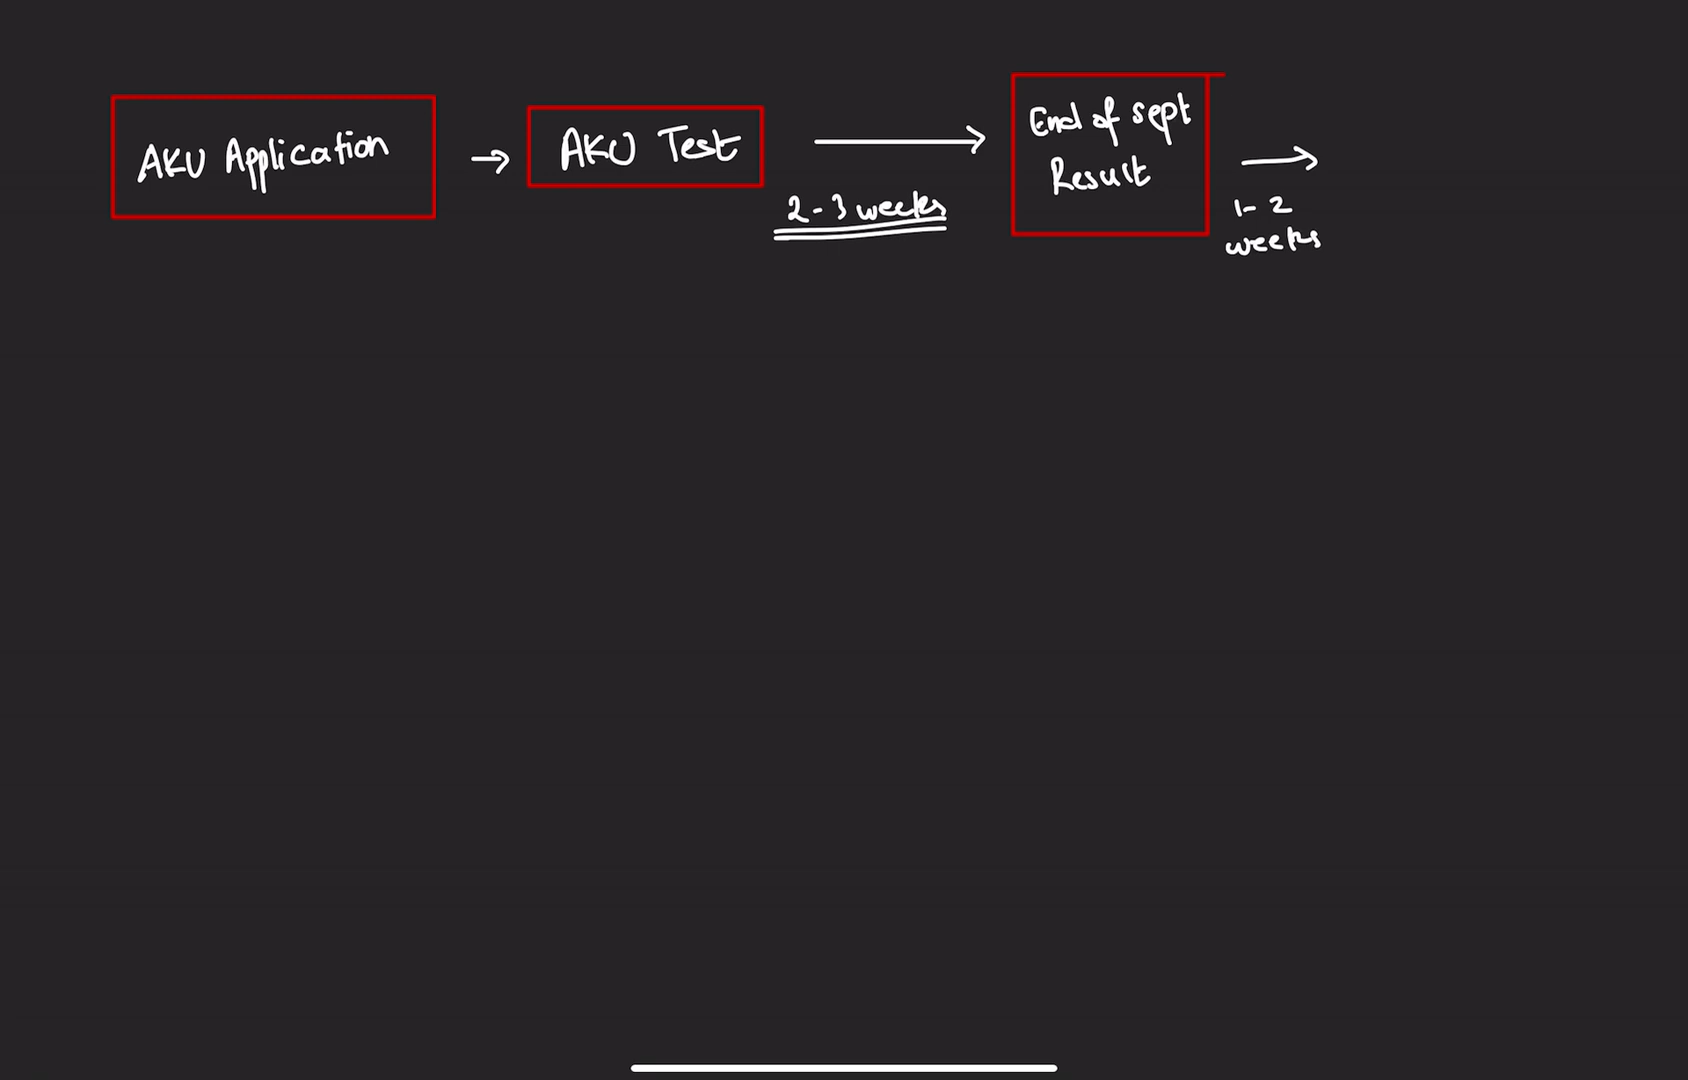 AKU Application → AKU Test → End of sept
Result →
2-3 weeks
1-2
weeks